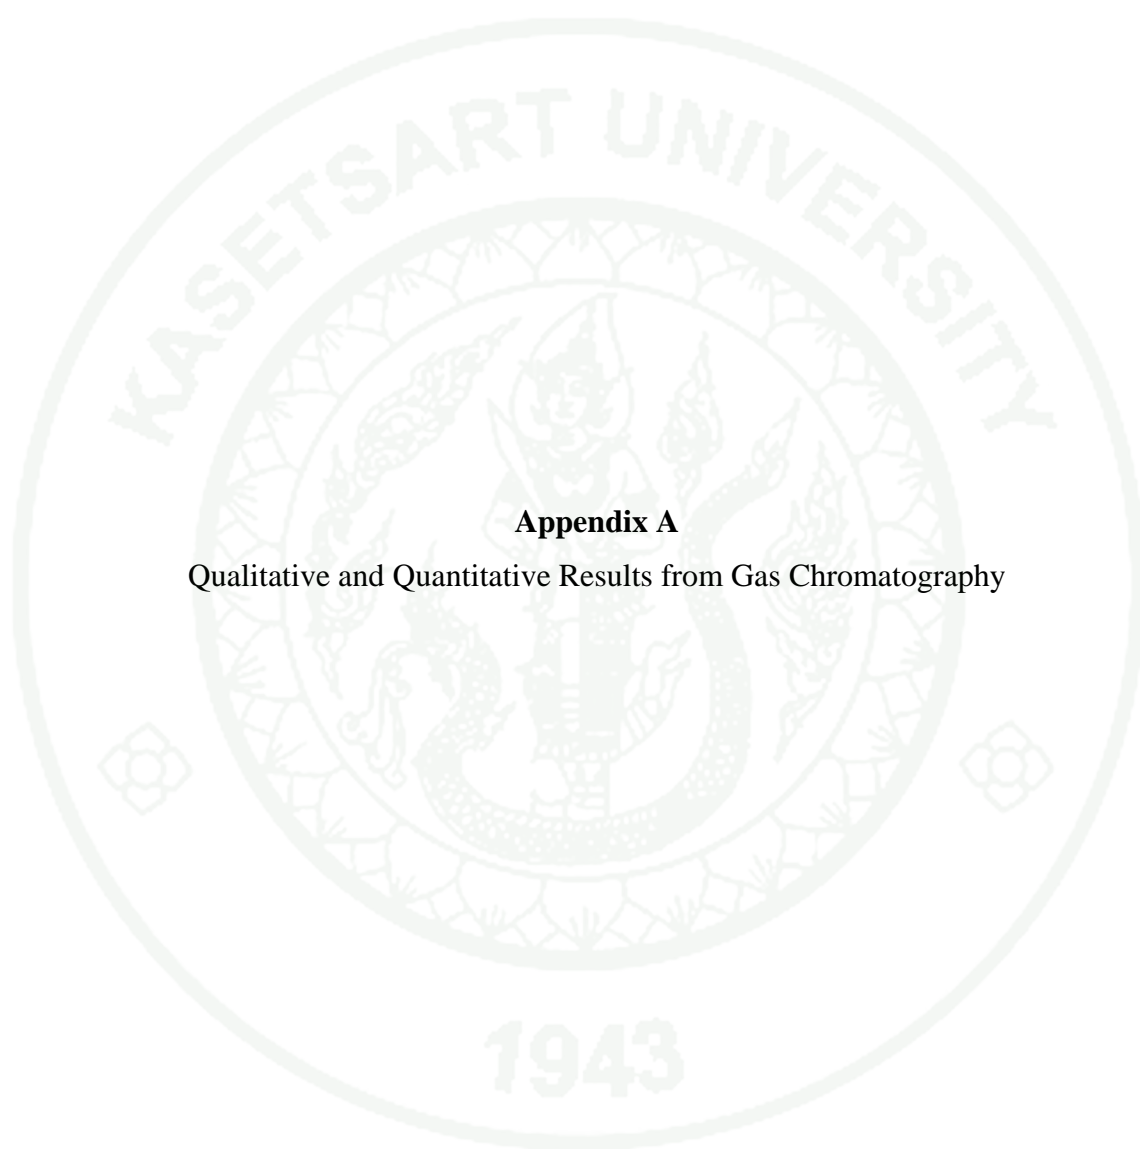 KASETSART UNIVERSITY
Appendix A
Qualitative and Quantitative Results from Gas Chromatography
1943